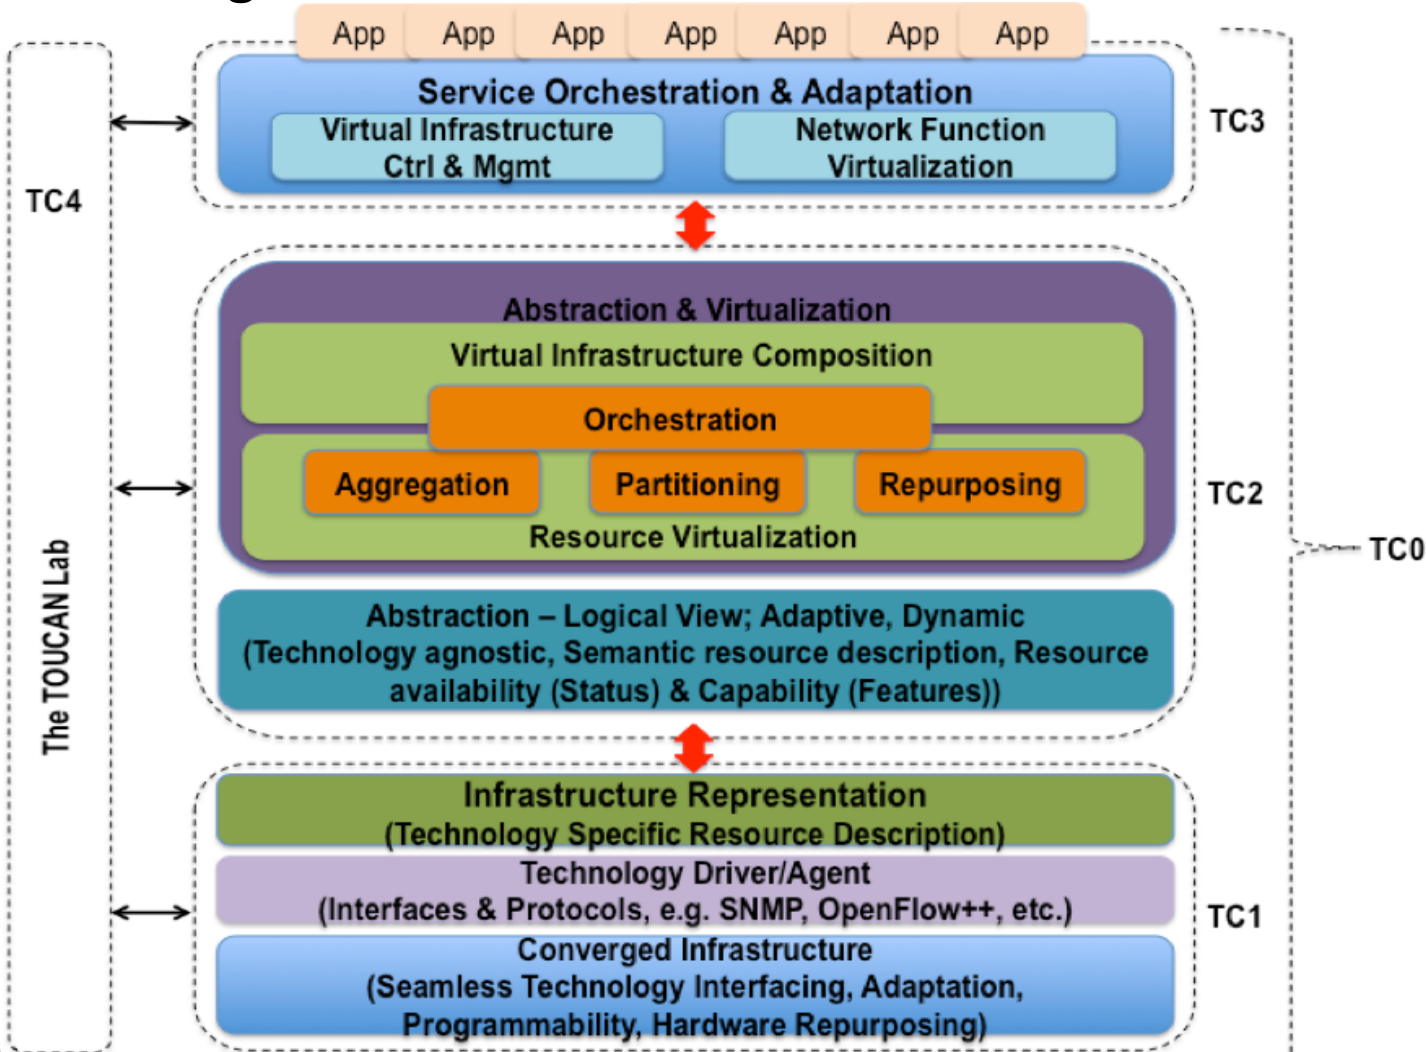 App App App App App App App
Service Orchestration & Adaptation
Virtual Infrastructure
Ctrl & Mgmt
Network Function
Virtualization
TC3
TC4
The TOUCAN Lab
Abstraction & Virtualization
Virtual Infrastructure Composition
Orchestration
Aggregation
Partitioning
Repurposing
Resource Virtualization
TC2
TC0
Abstraction – Logical View; Adaptive, Dynamic
(Technology agnostic, Semantic resource description, Resource
availability (Status) & Capability (Features))
Infrastructure Representation
(Technology Specific Resource Description)
Technology Driver/Agent
(Interfaces & Protocols, e.g. SNMP, OpenFlow++, etc.)
TC1
Converged Infrastructure
(Seamless Technology Interfacing, Adaptation,
Programmability, Hardware Repurposing)